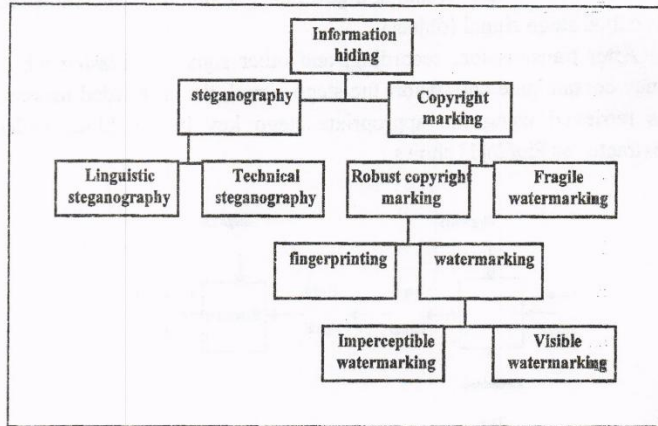 Information
hiding
steganography
Copyright
marking
Linguistic
steganography
Technical
steganography
Robust copyright
marking
Fragile
watermarking
fingerprinting
watermarking
Imperceptible
watermarking
Visible
watermarking